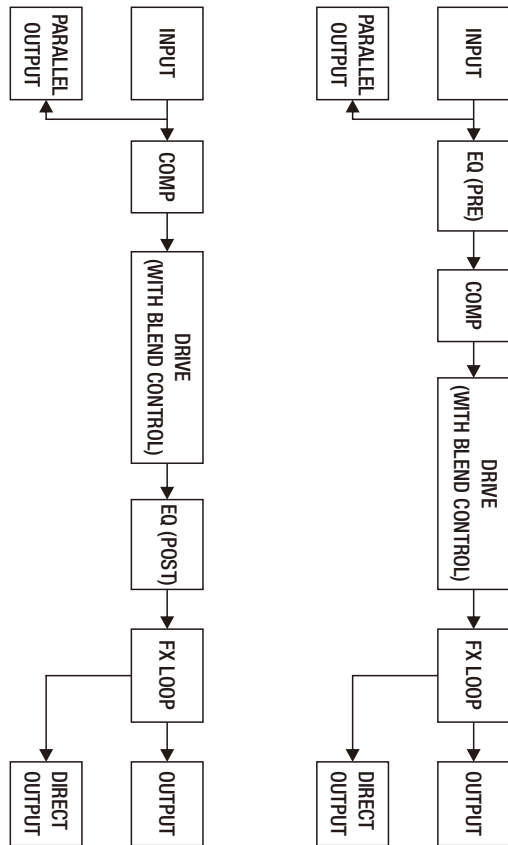 INPUT
PARALLEL
OUTPUT
EQ (PRE)
COMP
DRIVE
(WITH BLEND CONTROL)
FX LOOP
OUTPUT
DIRECT
OUTPUT
INPUT
PARALLEL
OUTPUT
COMP
DRIVE
(WITH BLEND CONTROL)
EQ (POST)
FX LOOP
OUTPUT
DIRECT
OUTPUT